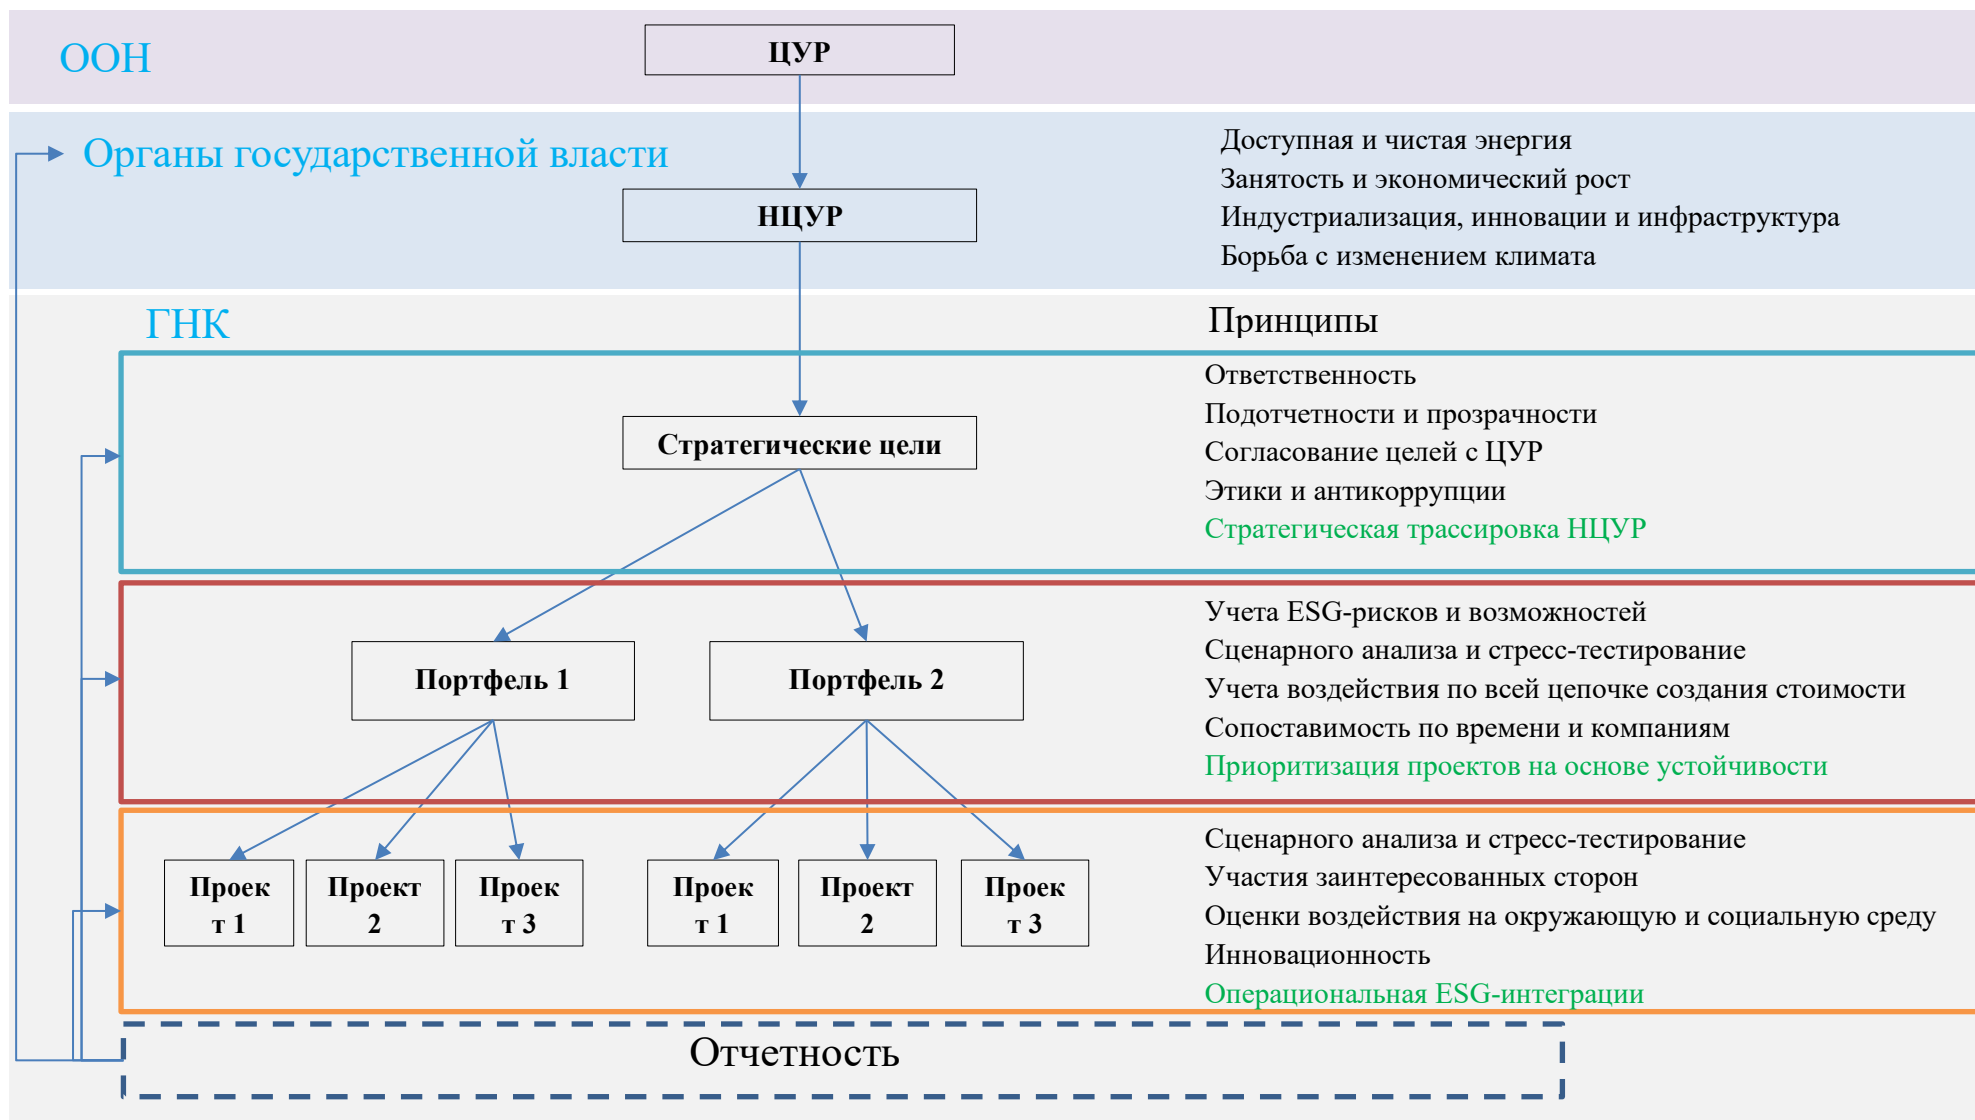 ООН
ЦУР
Органы государственной власти
НЦУР
Доступная и чистая энергия
Занятость и экономический рост
Индустриализация, инновации и инфраструктура
Борьба с изменением климата
ГНК
Принципы
Стратегические цели
Ответственность
Подотчетности и прозрачности
Согласование целей с ЦУР
Этики и антикоррупции
Стратегическая трассировка НЦУР
Портфель 1
Портфель 2
Учета ESG-рисков и возможностей
Сценарного анализа и стресс-тестирование
Учета воздействия по всей цепочке создания стоимости
Сопоставимость по времени и компаниям
Приоритизация проектов на основе устойчивости
Проек
т 1
Проект
2
Проек
т 3
Проек
т 1
Проект
2
Проек
т 3
Сценарного анализа и стресс-тестирование
Участия заинтересованных сторон
Оценки воздействия на окружающую и социальную среду
Инновационность
Операциональная ESG-интеграции
Отчетность